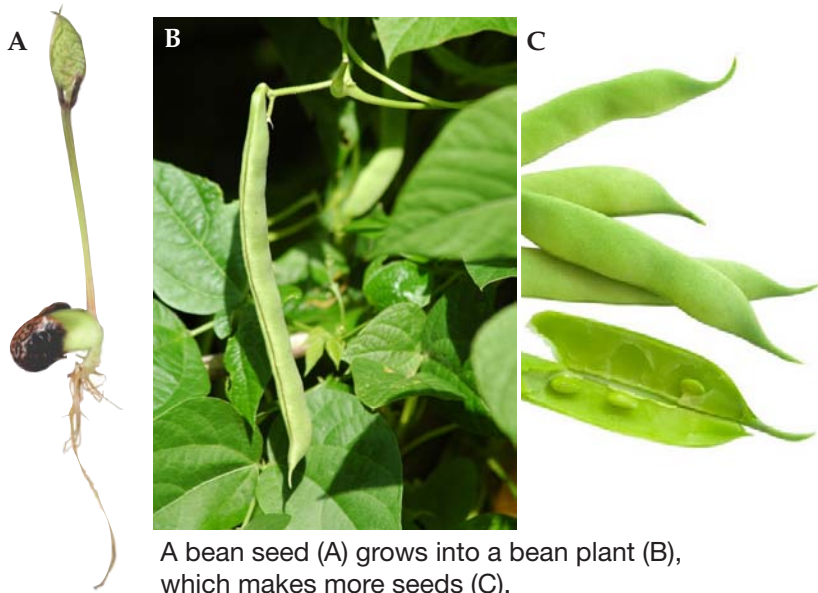 A
B
C
A bean seed (A) grows into a bean plant (B),
which makes more seeds (C).